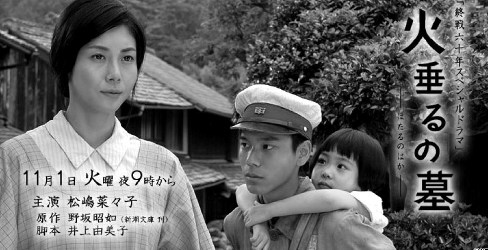 終戦六十年スペシャルドラマ
火垂るの墓
ほたるのはか
11月1日 火曜 夜9時から
主演 松嶋菜々子
原作 野坂昭如（新潮文庫 刊）
脚本 井上由美子